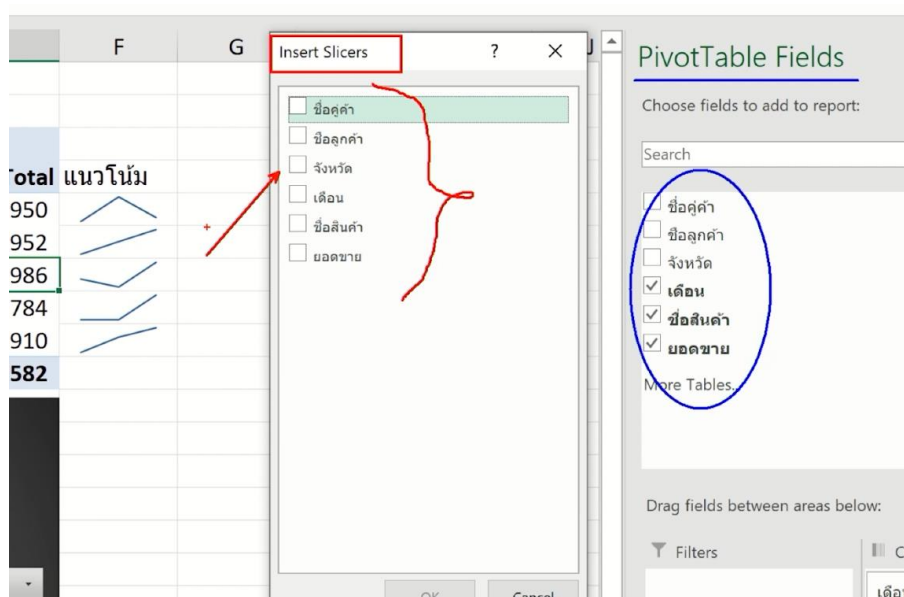 F
G
Total
แนวโน้ม
950
952
986
784
910
582
Insert Slicers
?
ชื่อคู่ค้า
ชื่อลูกค้า
จังหวัด
เดือน
ชื่อสินค้า
ยอดขาย
OK
Cancel
PivotTable Fields
Choose fields to add to report:
Search
ชื่อคู่ค้า
ชื่อลูกค้า
จังหวัด
เดือน
ชื่อสินค้า
ยอดขาย
More Tables...
Drag fields between areas below:
Filters
C
เดือน